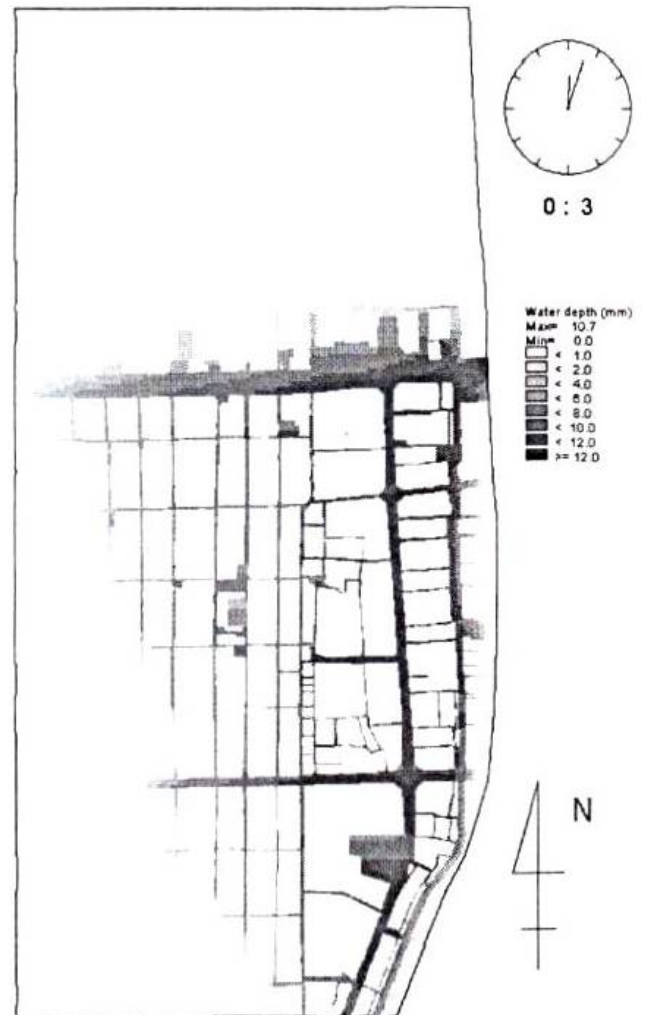 0 : 3
Water depth (mm)
Max= 10.7
Min= 0.0
< 1.0
< 2.0
< 4.0
< 6.0
< 8.0
< 10.0
< 12.0
>= 12.0
N